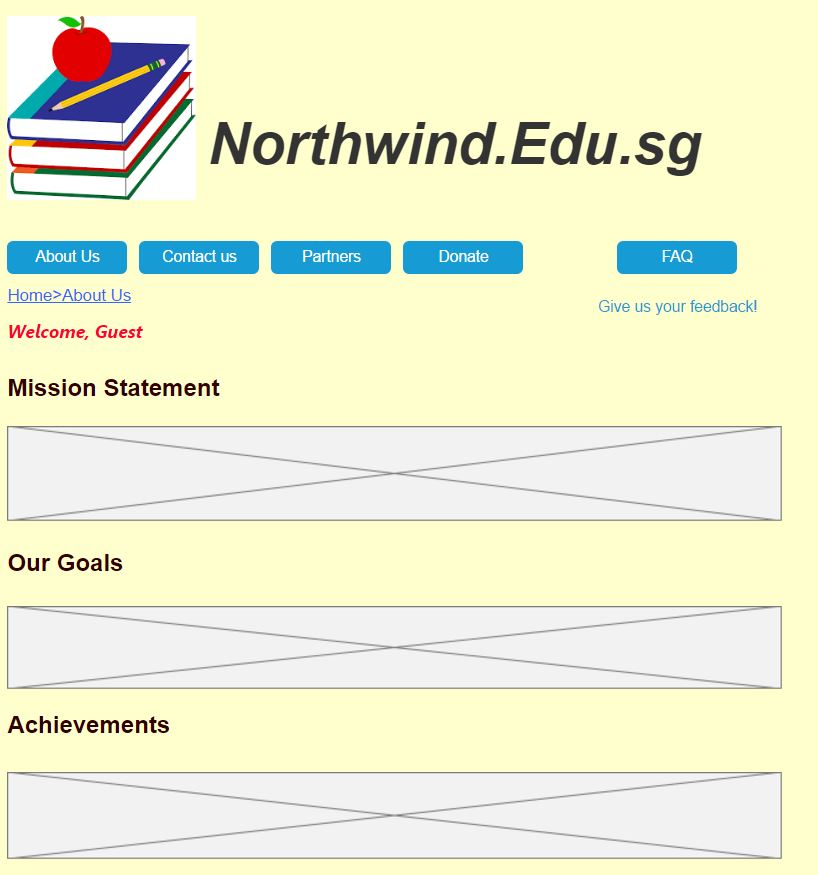 Northwind.Edu.sg
About Us Contact us Partners Donate FAQ
Home>About Us
Give us your feedback!
Welcome, Guest
Mission Statement
Our Goals
Achievements